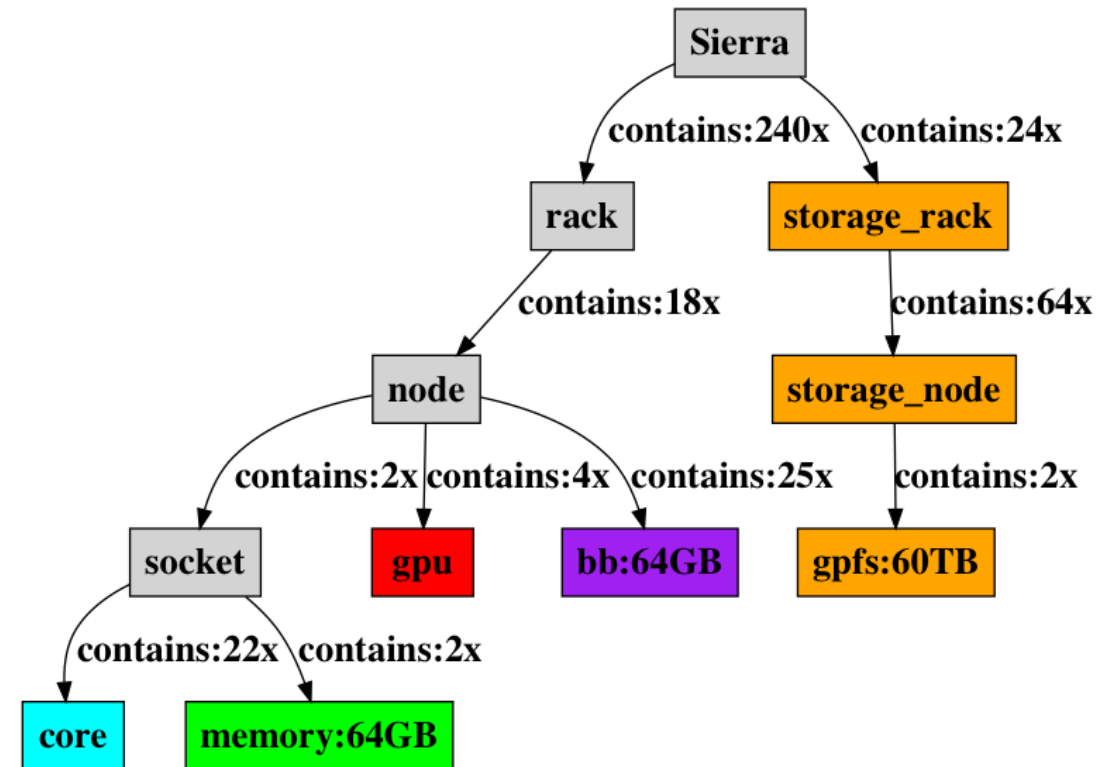 Sierra
contains:240x
contains:24x
rack
storage_rack
contains:18x
contains:64x
node
storage_node
contains:2x
contains:4x
contains:25x
contains:2x
socket
gpu
bb:64GB
gpfs:60TB
contains:22x
contains:2x
core
memory:64GB